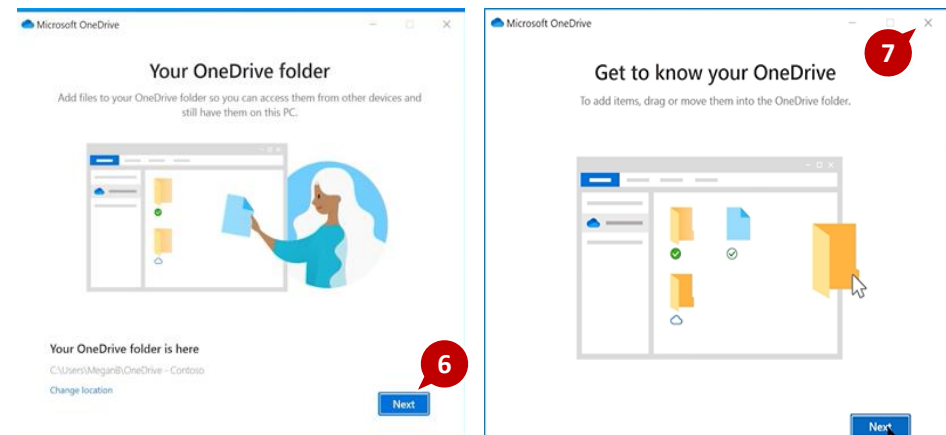 Microsoft OneDrive
Your OneDrive folder
Add files to your OneDrive folder so you can access them from other devices and
still have them on this PC.
Your OneDrive folder is here
C:\Users\MeganB\OneDrive - Contoso
Change location
Next
6
Microsoft OneDrive
7
Get to know your OneDrive
To add items, drag or move them into the OneDrive folder.
Next